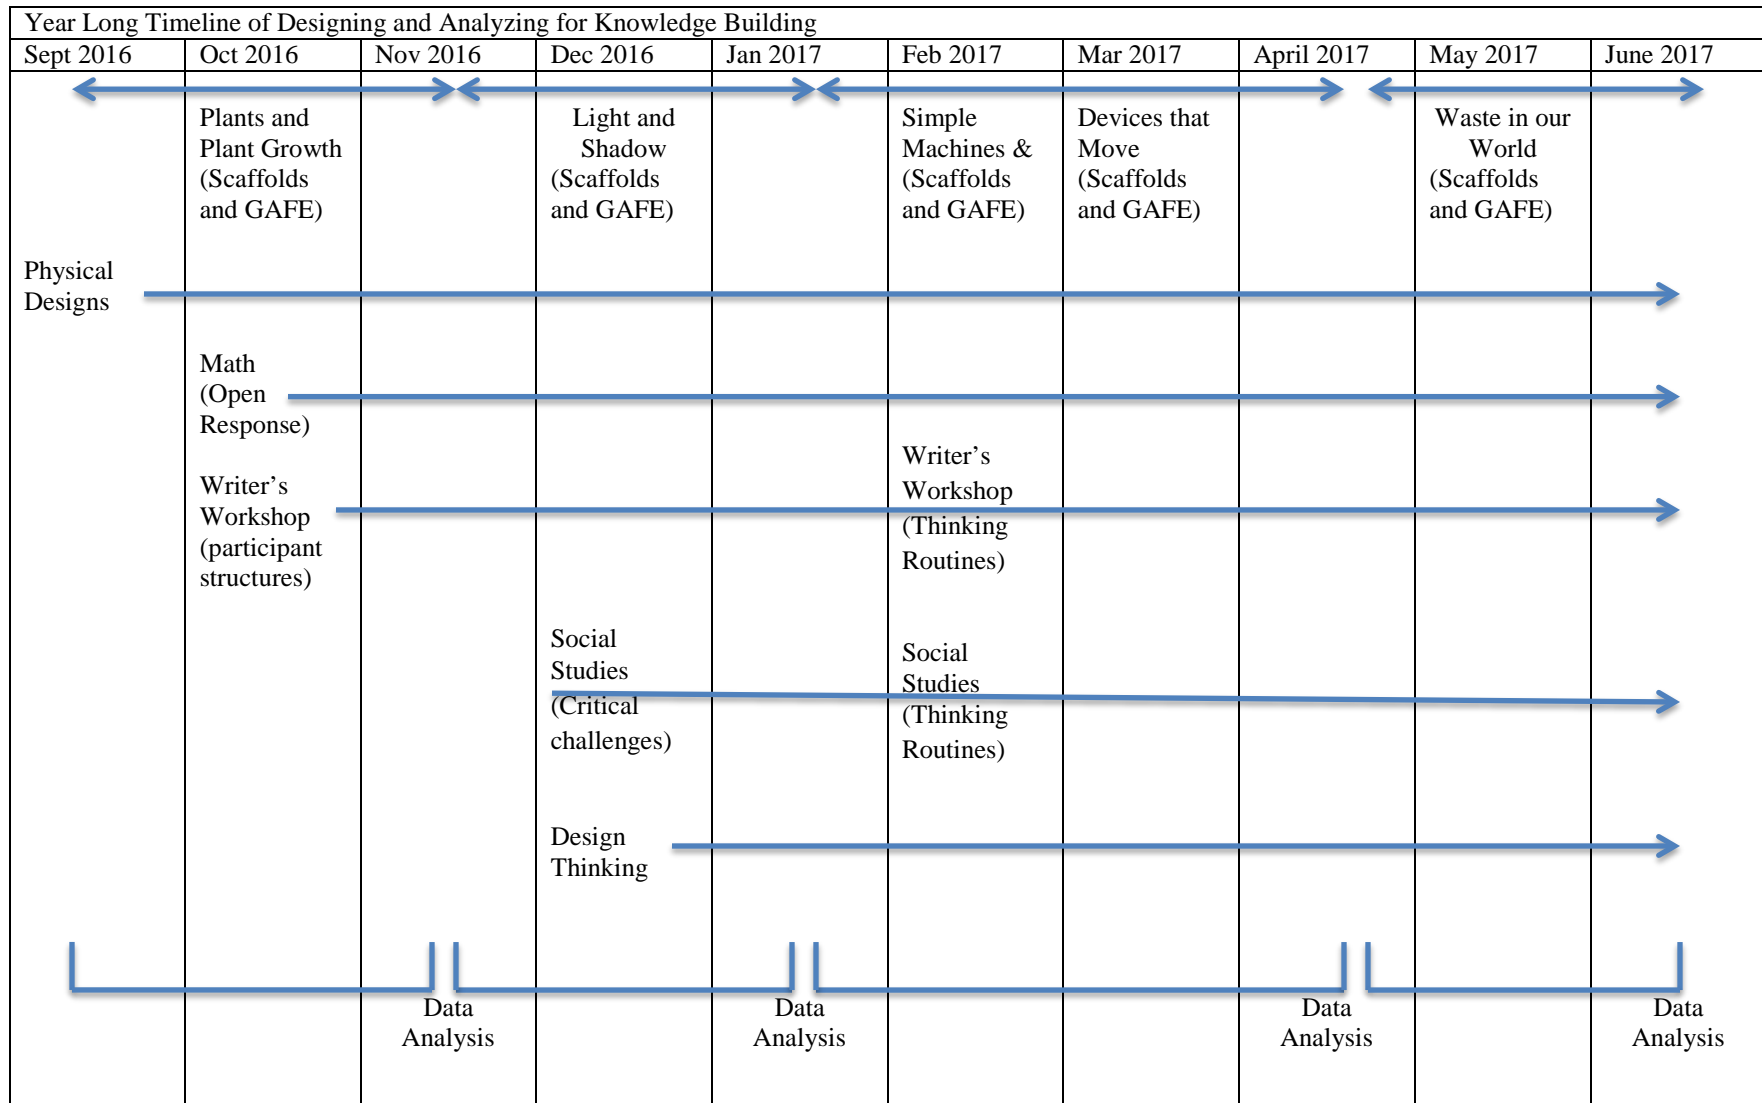 Year Long Timeline of Designing and Analyzing for Knowledge Building
Sept 2016
Oct 2016
Nov 2016
Dec 2016
Jan 2017
Feb 2017
Mar 2017
April 2017
May 2017
June 2017
Plants and
Plant Growth
(Scaffolds
and GAFE)
Light and
Shadow
(Scaffolds
and GAFE)
Simple
Machines &
(Scaffolds
and GAFE)
Devices that
Move
(Scaffolds
and GAFE)
Waste in our
World
(Scaffolds
and GAFE)
Physical
Designs
Math
(Open
Response)
Writer’s
Workshop
(participant
structures)
Writer’s
Workshop
(Thinking
Routines)
Social
Studies
(Critical
challenges)
Social
Studies
(Thinking
Routines)
Design
Thinking
Data
Analysis
Data
Analysis
Data
Analysis
Data
Analysis